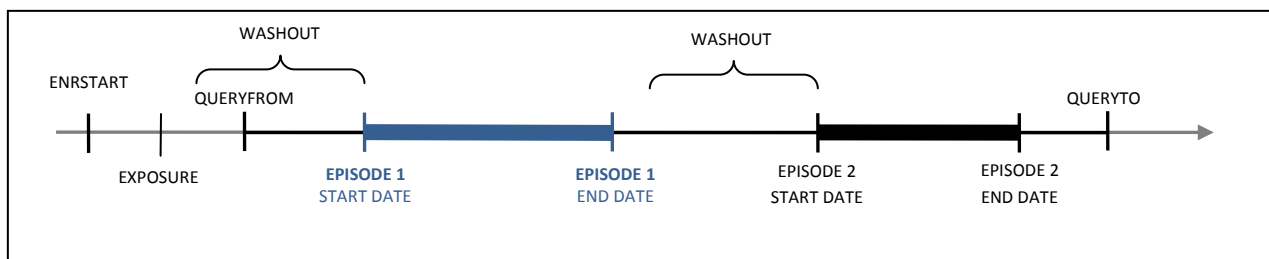 WASHOUT
WASHOUT
ENRSTART
QUERYFROM
QUERYTO
EXPOSURE
EPISODE 1
START DATE
EPISODE 1
END DATE
EPISODE 2
START DATE
EPISODE 2
END DATE